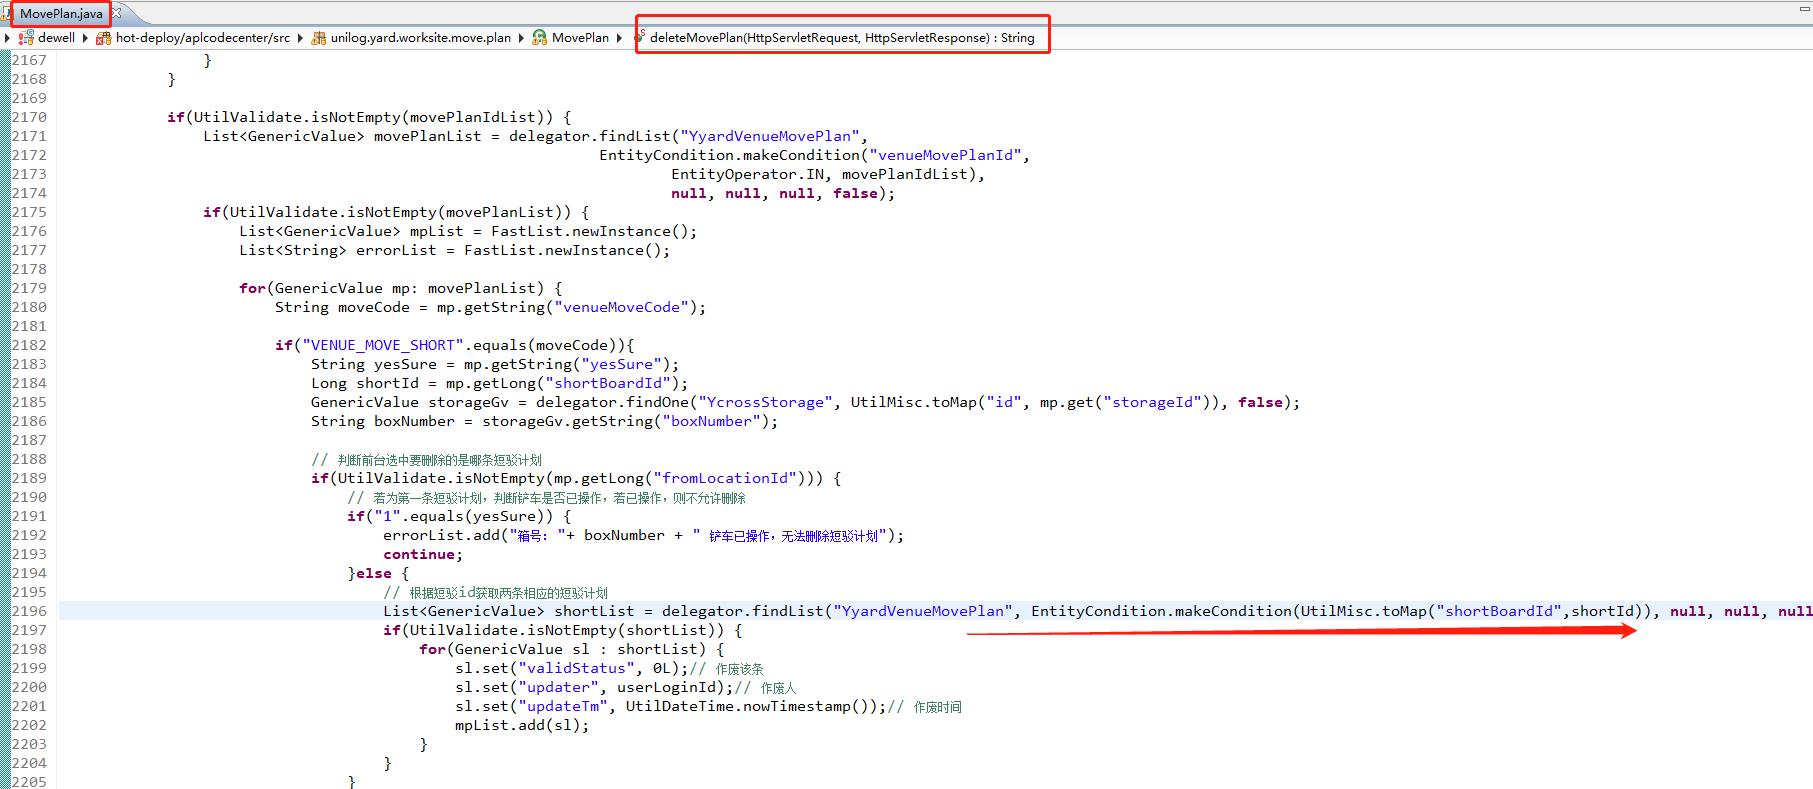 MovePlan.java
dewell hot-deploy/aplcodecenter/src unilog.yard.worksite.move.plan MovePlan deleteMovePlan(HttpServletRequest, HttpServletResponse) : String
2167 }
2168 }
2169
2170 if(UtilValidate.isNotEmpty(movePlanIdList)) {
2171 List<GenericValue> movePlanList = delegator.findList("YyardVenueMovePlan",
2172 EntityCondition.makeCondition("venueMovePlanId",
2173 EntityOperator.IN, movePlanIdList),
2174 null, null, null, false);
2175 if(UtilValidate.isNotEmpty(movePlanList)) {
2176 List<GenericValue> mpList = FastList.newInstance();
2177 List<String> errorList = FastList.newInstance();
2178
2179 for(GenericValue mp: movePlanList) {
2180 String moveCode = mp.getString("venueMoveCode");
2181
2182 if("VENUE_MOVE_SHORT".equals(moveCode)){
2183 String yesSure = mp.getString("yesSure");
2184 Long shortId = mp.getLong("shortBoardId");
2185 GenericValue storageGv = delegator.findOne("YcrossStorage", UtilMisc.toMap("id", mp.get("storageId")), false);
2186 String boxNumber = storageGv.getString("boxNumber");
2187
2188 // 判断前台选中要删除的是哪条短驳计划
2189 if(UtilValidate.isNotEmpty(mp.getLong("fromLocationId"))) {
2190 // 若为第一条短驳计划，判断铲车是否已操作，若已操作，则不允许删除
2191 if("1".equals(yesSure)) {
2192 errorList.add("箱号："+ boxNumber + " 铲车已操作，无法删除短驳计划");
2193 continue;
2194 }else {
2195 // 根据短驳id获取两条相应的短驳计划
2196 List<GenericValue> shortList = delegator.findList("YyardVenueMovePlan", EntityCondition.makeCondition(UtilMisc.toMap("shortBoardId",shortId)), null, null, null
2197 if(UtilValidate.isNotEmpty(shortList)) {
2198 for(GenericValue sl : shortList) {
2199 sl.set("validStatus", 0L);// 作废该条
2200 sl.set("updater", userLoginId);// 作废人
2201 sl.set("updateTm", UtilDateTime.nowTimestamp());// 作废时间
2202 mpList.add(sl);
2203 }
2204 }
2205 }